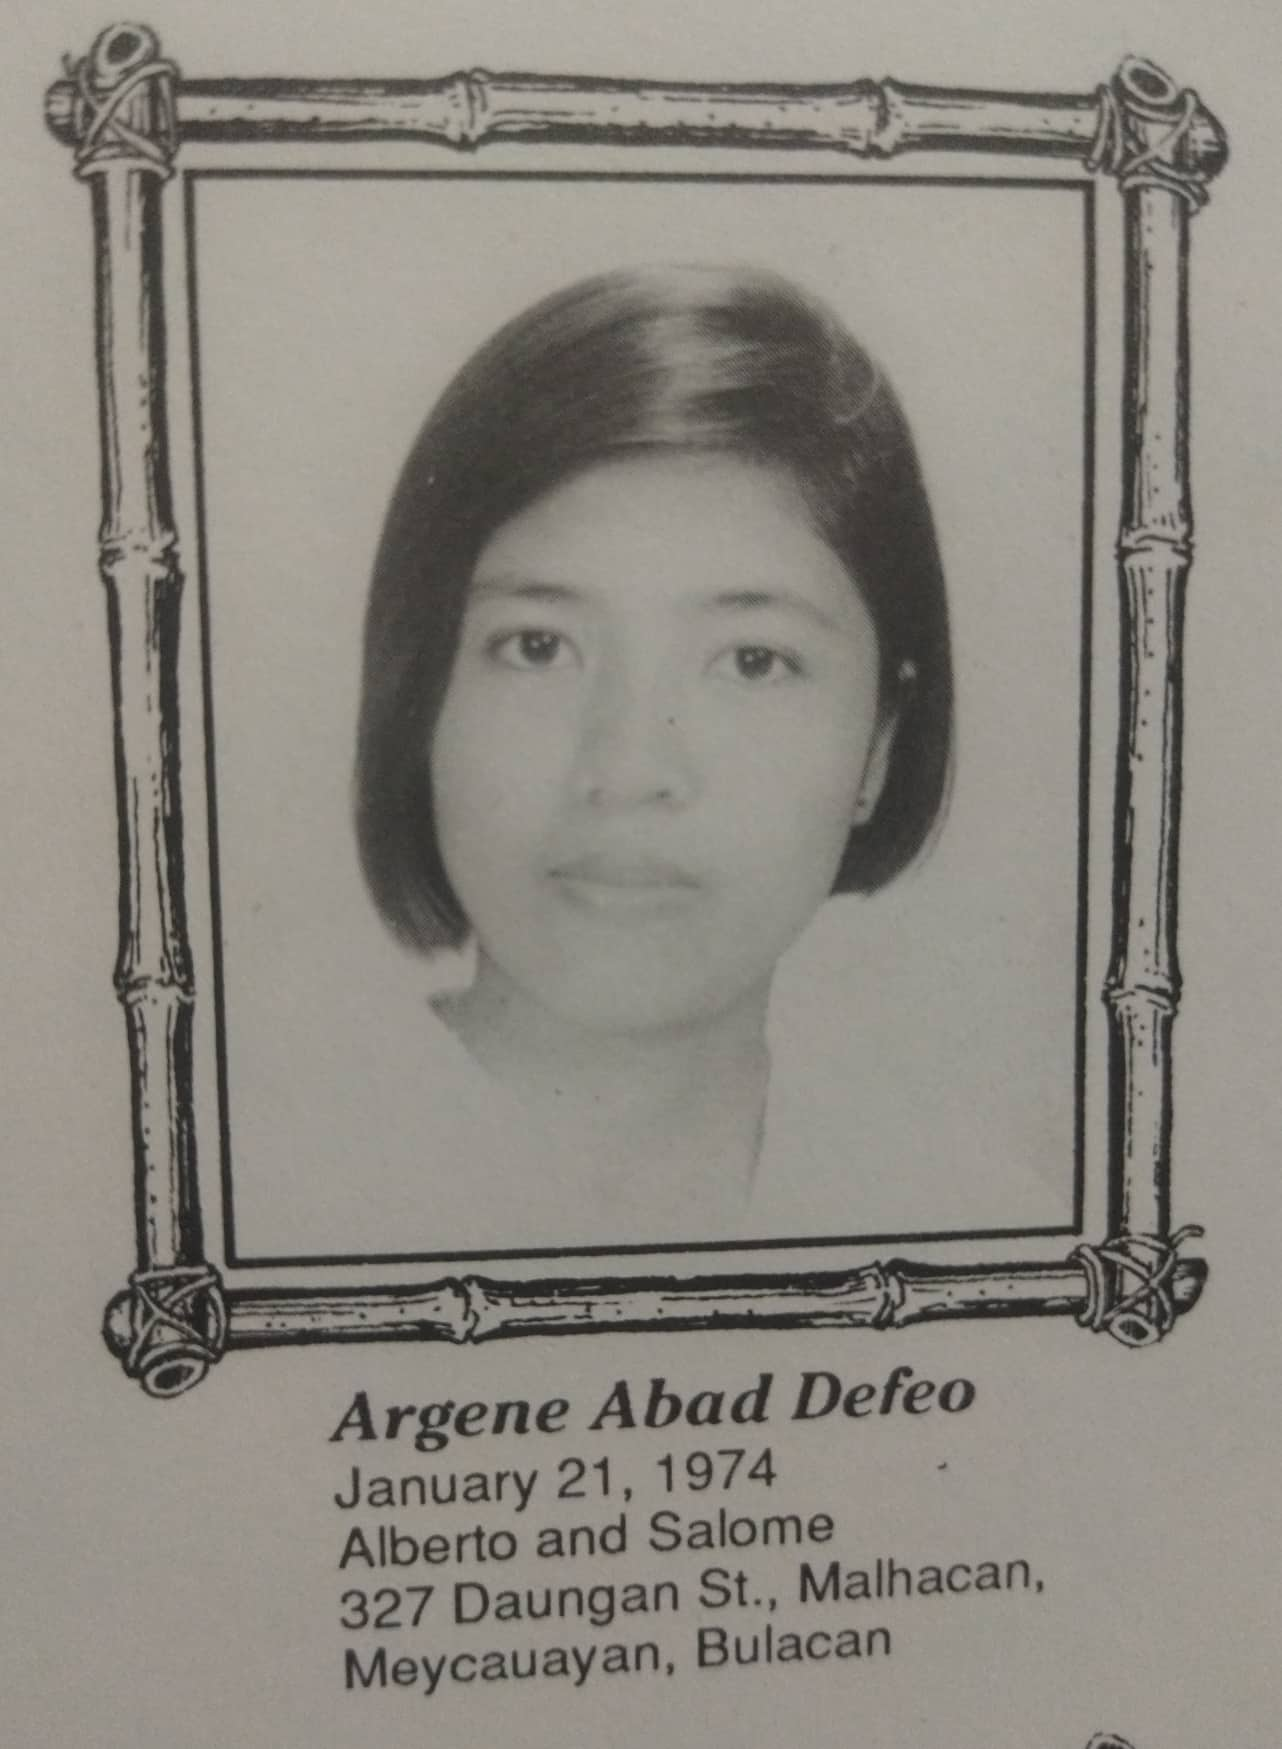 Argene Abad Defeo
January 21, 1974
Alberto and Salome
327 Daungan St., Malhacan,
Meycauayan, Bulacan